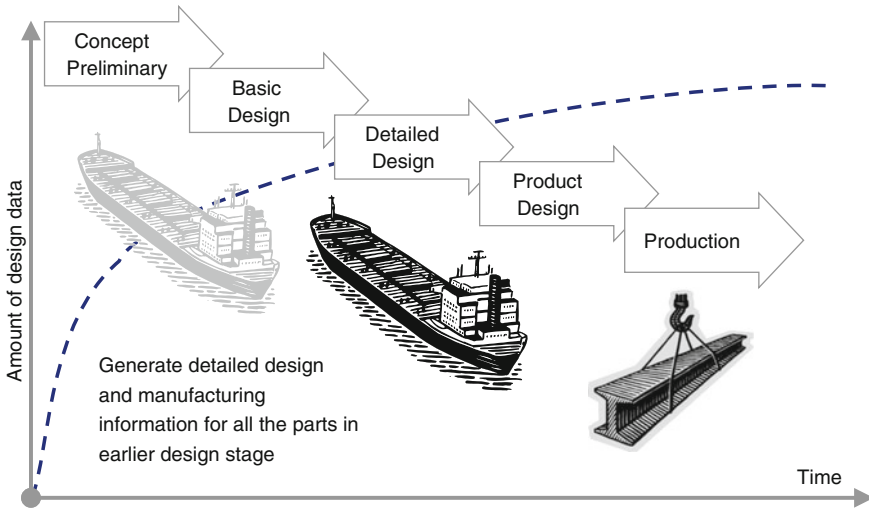 Concept
Preliminary
Basic
Design
Detailed
Design
Product
Design
Production
Amount of design data
Generate detailed design
and manufacturing
information for all the parts in
earlier design stage
Time